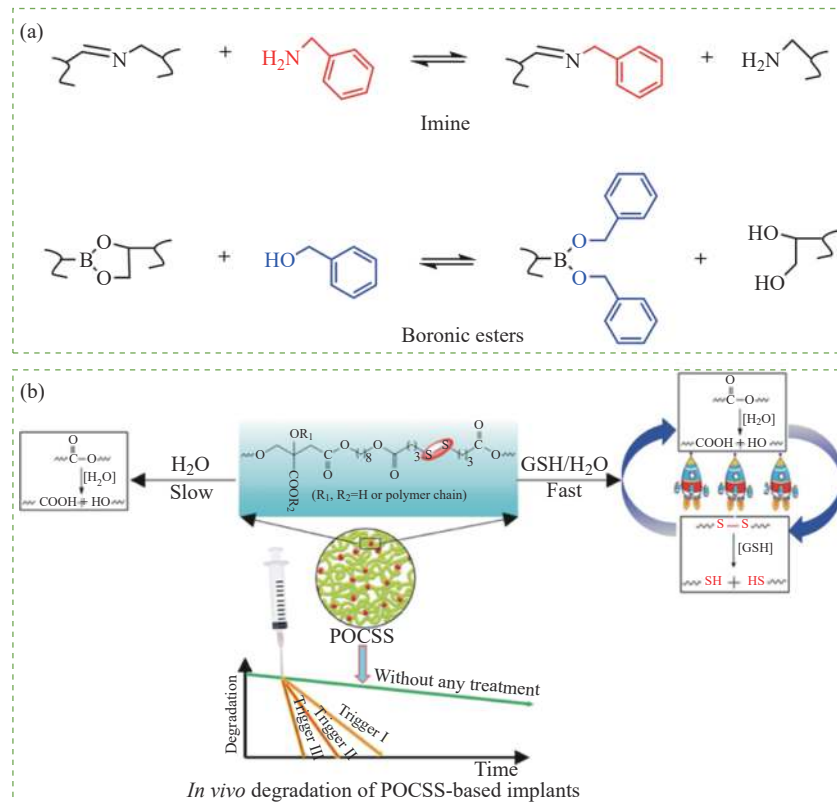 (a)
N + H₂N ⇌ N + H₂N
Imine
O
B
O
+ HO ⇌
O
B
O
+ HO
HO
Boronic esters
(b)
O
C—O
[H₂O]
COOH+HO
H₂O
Slow
OR₁
O
O
COOR₂
O
8
O
O
3
S
S
3
O
O
(R₁, R₂=H or polymer chain)
GSH/H₂O
Fast
O
C—O
[H₂O]
COOH+HO
S—S
[GSH]
SH + HS
POCSS
Degradation
Without any treatment
Trigger I
Trigger II
Trigger III
Time
In vivo degradation of POCSS-based implants